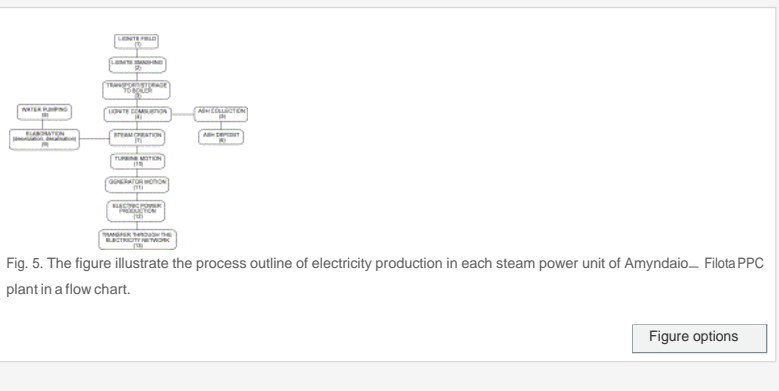 LIGNITE FIELD
(1)
LIGNITE SMASHING
(2)
TRANSPORT/STORAGE
TO BOILER
(3)
LIGNITE COMBUSTION
(4)
ASH COLLECTION
(5)
ASH DEPOSIT
(6)
WATER PUMPING
(8)
ELABORATION
(9)
STEAM CREATION
(7)
TURBINE MOTION
(10)
GENERATOR MOTION
(11)
ELECTRIC POWER
PRODUCTION
(12)
TRANSFER THROUGH THE
ELECTRICITY NETWORK
(13)
Fig. 5. The figure illustrate the process outline of electricity production in each steam power unit of Amyndaio– Filota PPC
plant in a flow chart.
Figure options